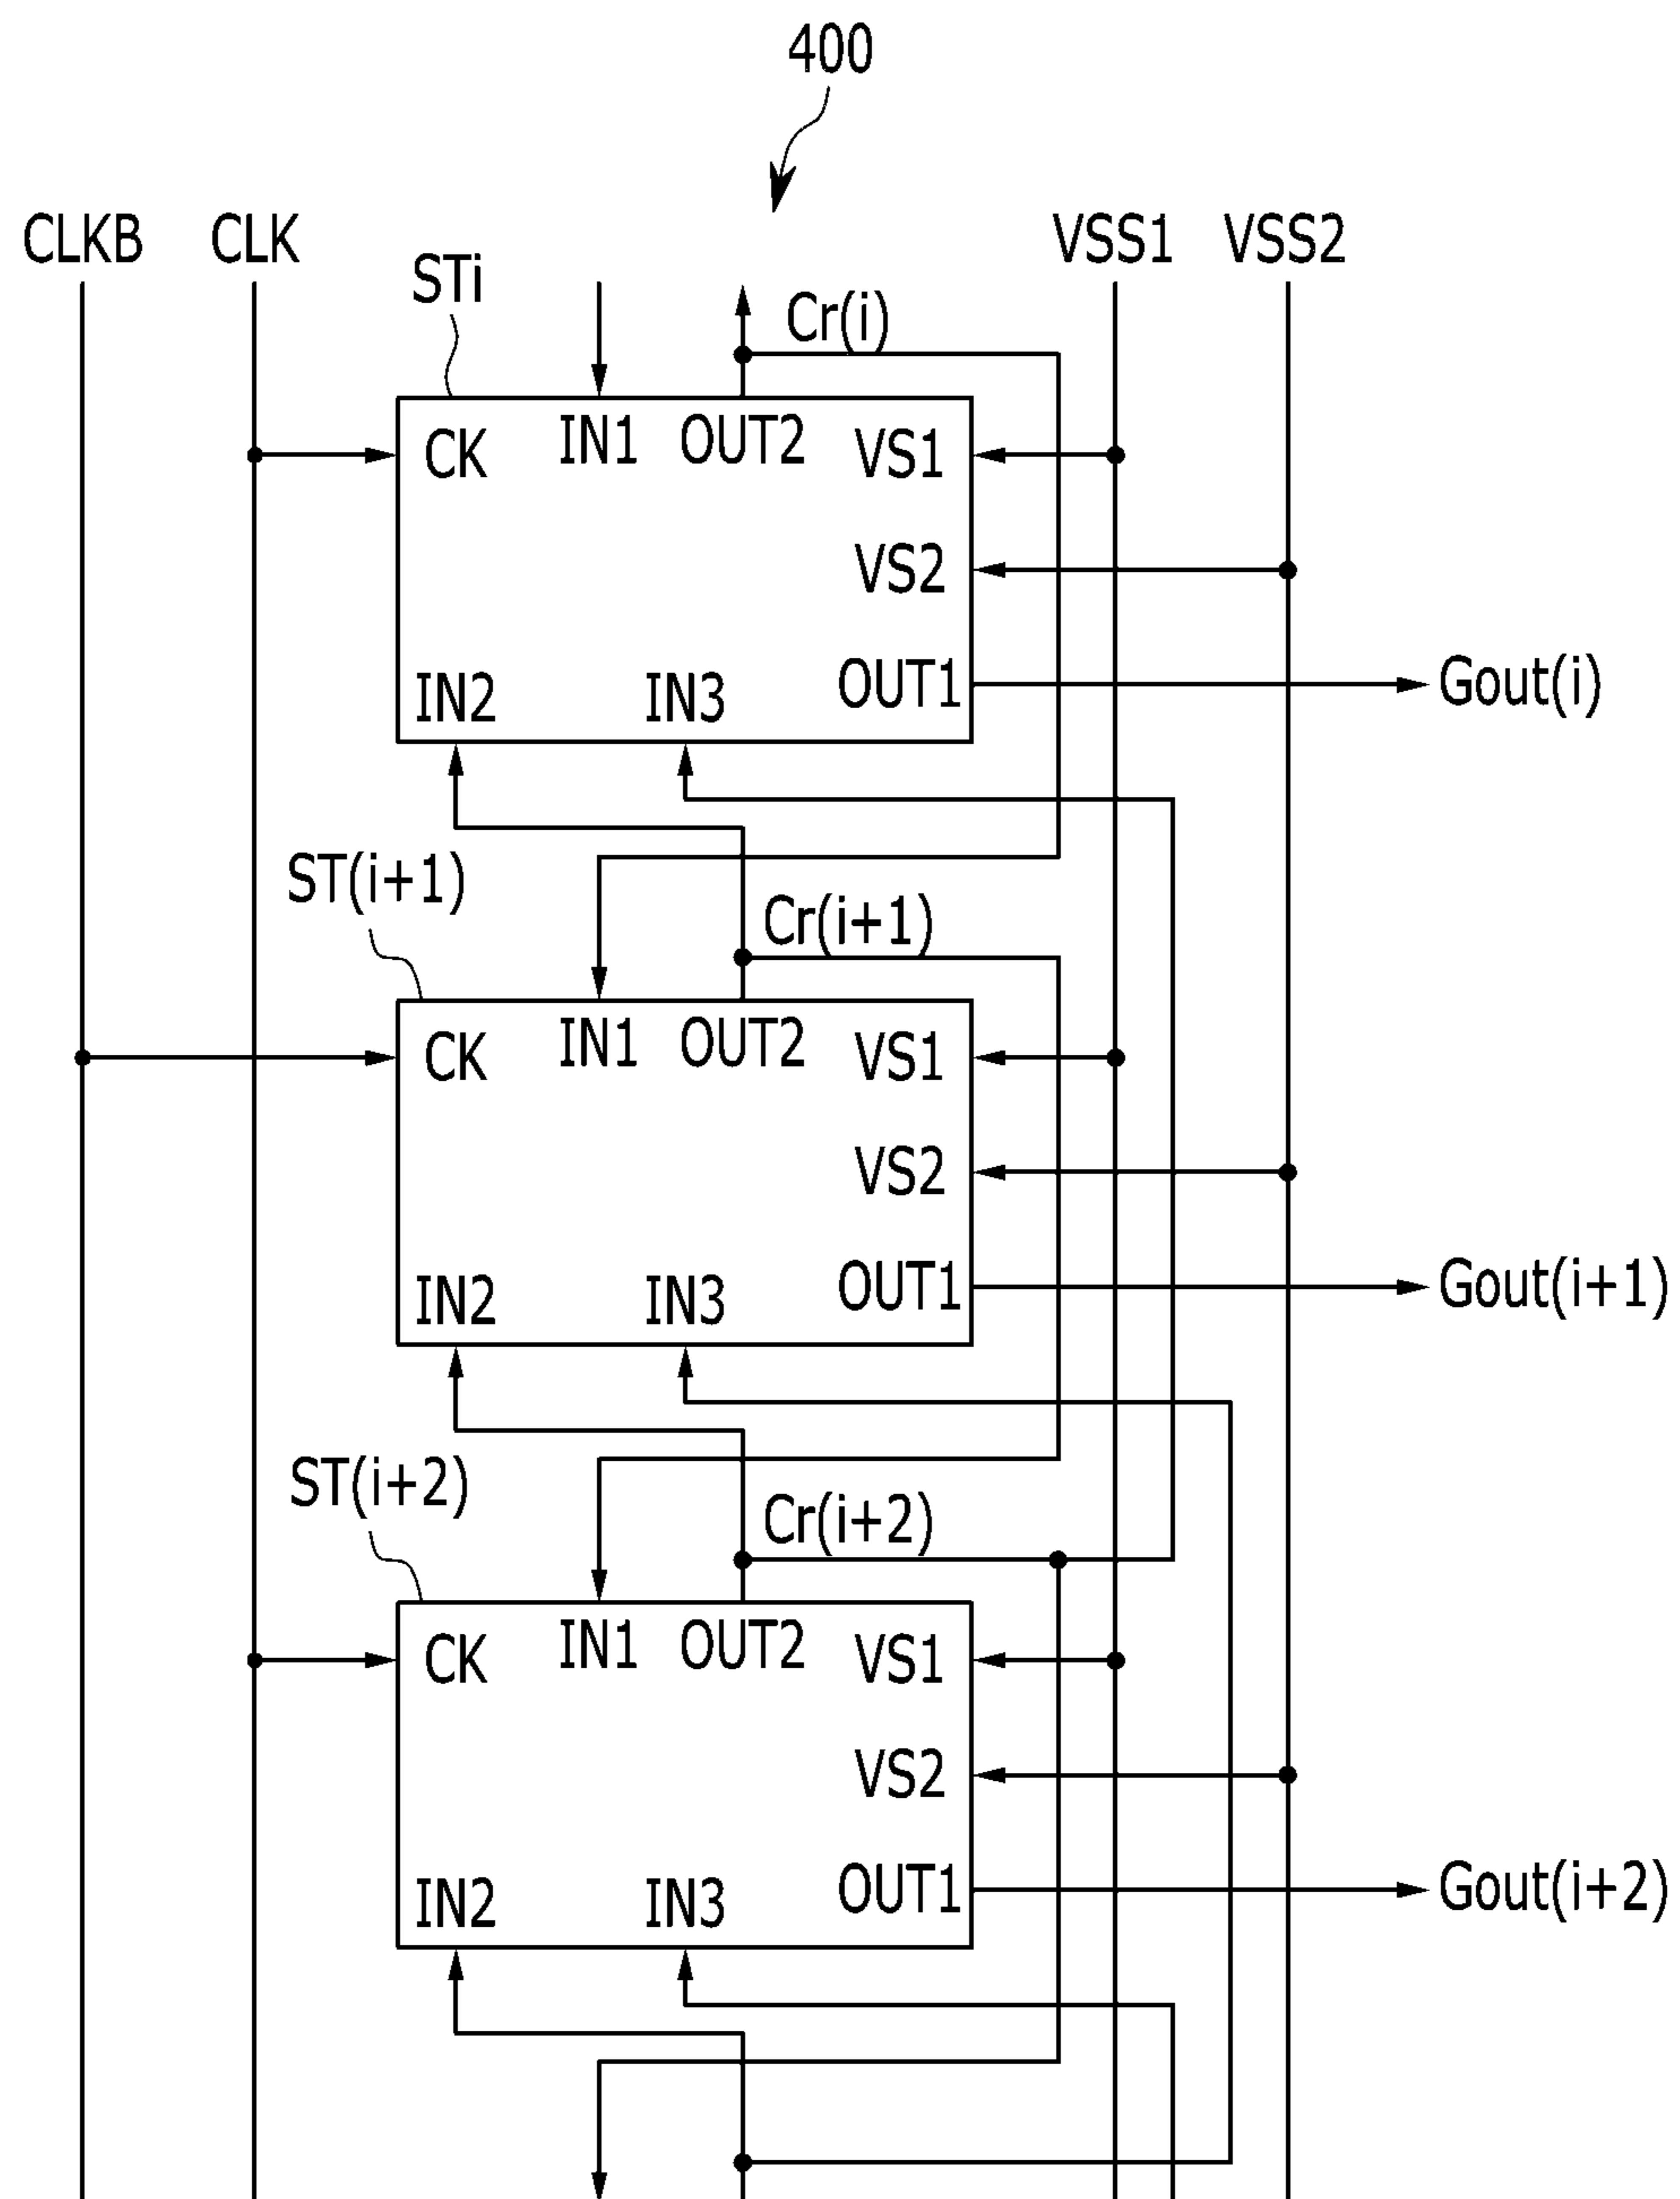 400
CLKB CLK VSS1 VSS2
STi
Cr(i)
CK IN1 OUT2 VS1
VS2
IN2 IN3 OUT1 Gout(i)
ST(i+1)
Cr(i+1)
CK IN1 OUT2 VS1
VS2
IN2 IN3 OUT1 Gout(i+1)
ST(i+2)
Cr(i+2)
CK IN1 OUT2 VS1
VS2
IN2 IN3 OUT1 Gout(i+2)